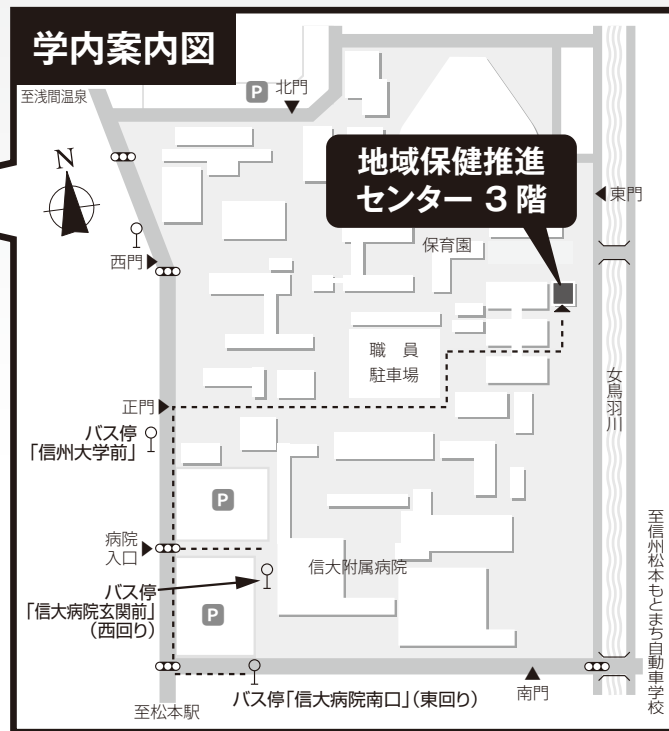 学内案内図
至浅間温泉
P
北門
N
地域保健推進
センター 3階
東門
保育園
西門
職 員
駐車場
女鳥羽川
正門
バス停
「信州大学前」
P
病院
入口
信大附属病院
バス停
「信大病院玄関前」
(西回り)
P
至信州松本もとまち自動車学校
バス停「信大病院南口」(東回り)
南門
至松本駅